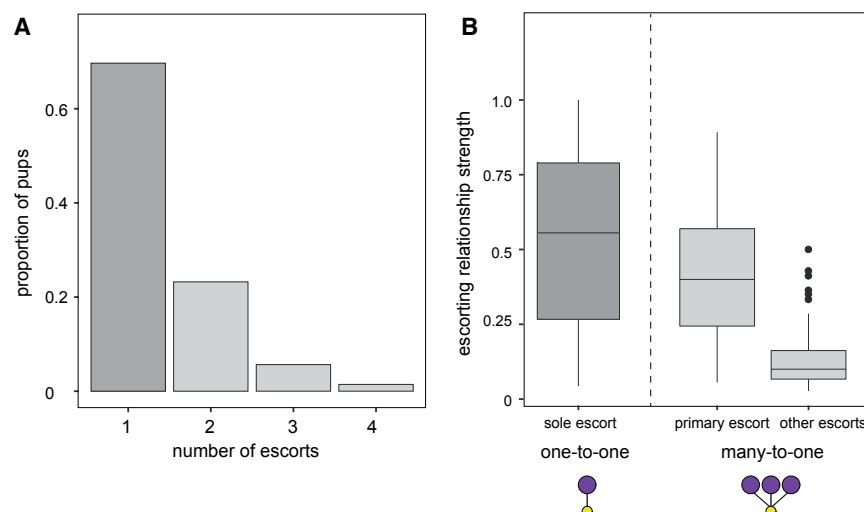 A
proportion of pups
0.6
0.4
0.2
0
1 2 3 4
number of escorts
B
escorting relationship strength
1.0
0.75
0.5
0.25
0
sole escort primary escort other escorts
one-to-one many-to-one